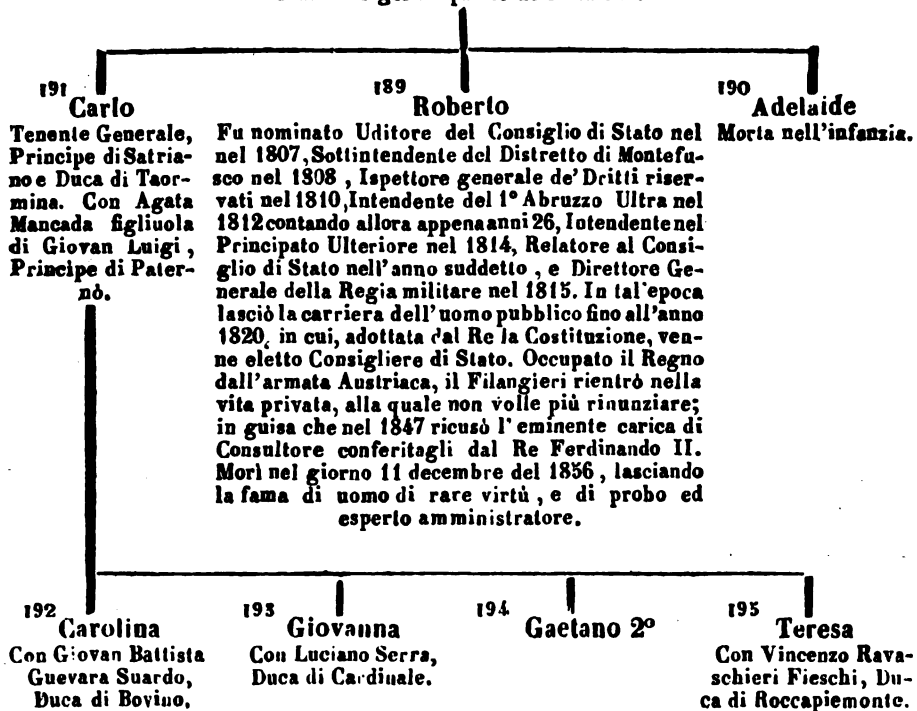 191
Carlo
Tenente Generale,
Principe di Satria-
no e Duca di Taor-
mina. Con Agata
Mancada figliuola
di Giovan Luigi,
Principe di Pater-
nò.
189
Roberto
Fu nominato Uditore del Consiglio di Stato nel
nel 1807, Sottintendente del Distretto di Montefu-
sco nel 1808, Ispettore generale de' Dritti riser-
vati nel 1810, Intendente del 1º Abruzzo Ultra nel
1812 contando allora appena anni 26, Intendente nel
Principato Ulteriore nel 1814, Relatore al Consi-
glio di Stato nell'anno suddetto, e Direttore Ge-
nerale della Regia militare nel 1815. In tal'epoca
lasciò la carriera dell'uomo pubblico fino all'anno
1820, in cui, adottata dal Re la Costituzione, ven-
ne eletto Consigliere di Stato. Occupato il Regno
dall'armata Austriaca, il Filangieri rientrò nella
vita privata, alla quale non volle più rinunziare;
in guisa che nel 1847 ricusò l'eminente carica di
Consultore conferitagli dal Re Ferdinando II.
Morì nel giorno 11 decembre del 1856, lasciando
la fama di uomo di rare virtù, e di probo ed
esperto amministratore.
190
Adelaide
Morta nell'infanzia.
192
Carolina
Con Giovan Battista
Guevara Suardo,
Duca di Bovino.
193
Giovanna
Con Luciano Serra,
Duca di Cardinale.
194
Gaetano 2º
195
Teresa
Con Vincenzo Rava-
schieri Fieschi, Du-
ca di Roccapiemonte.